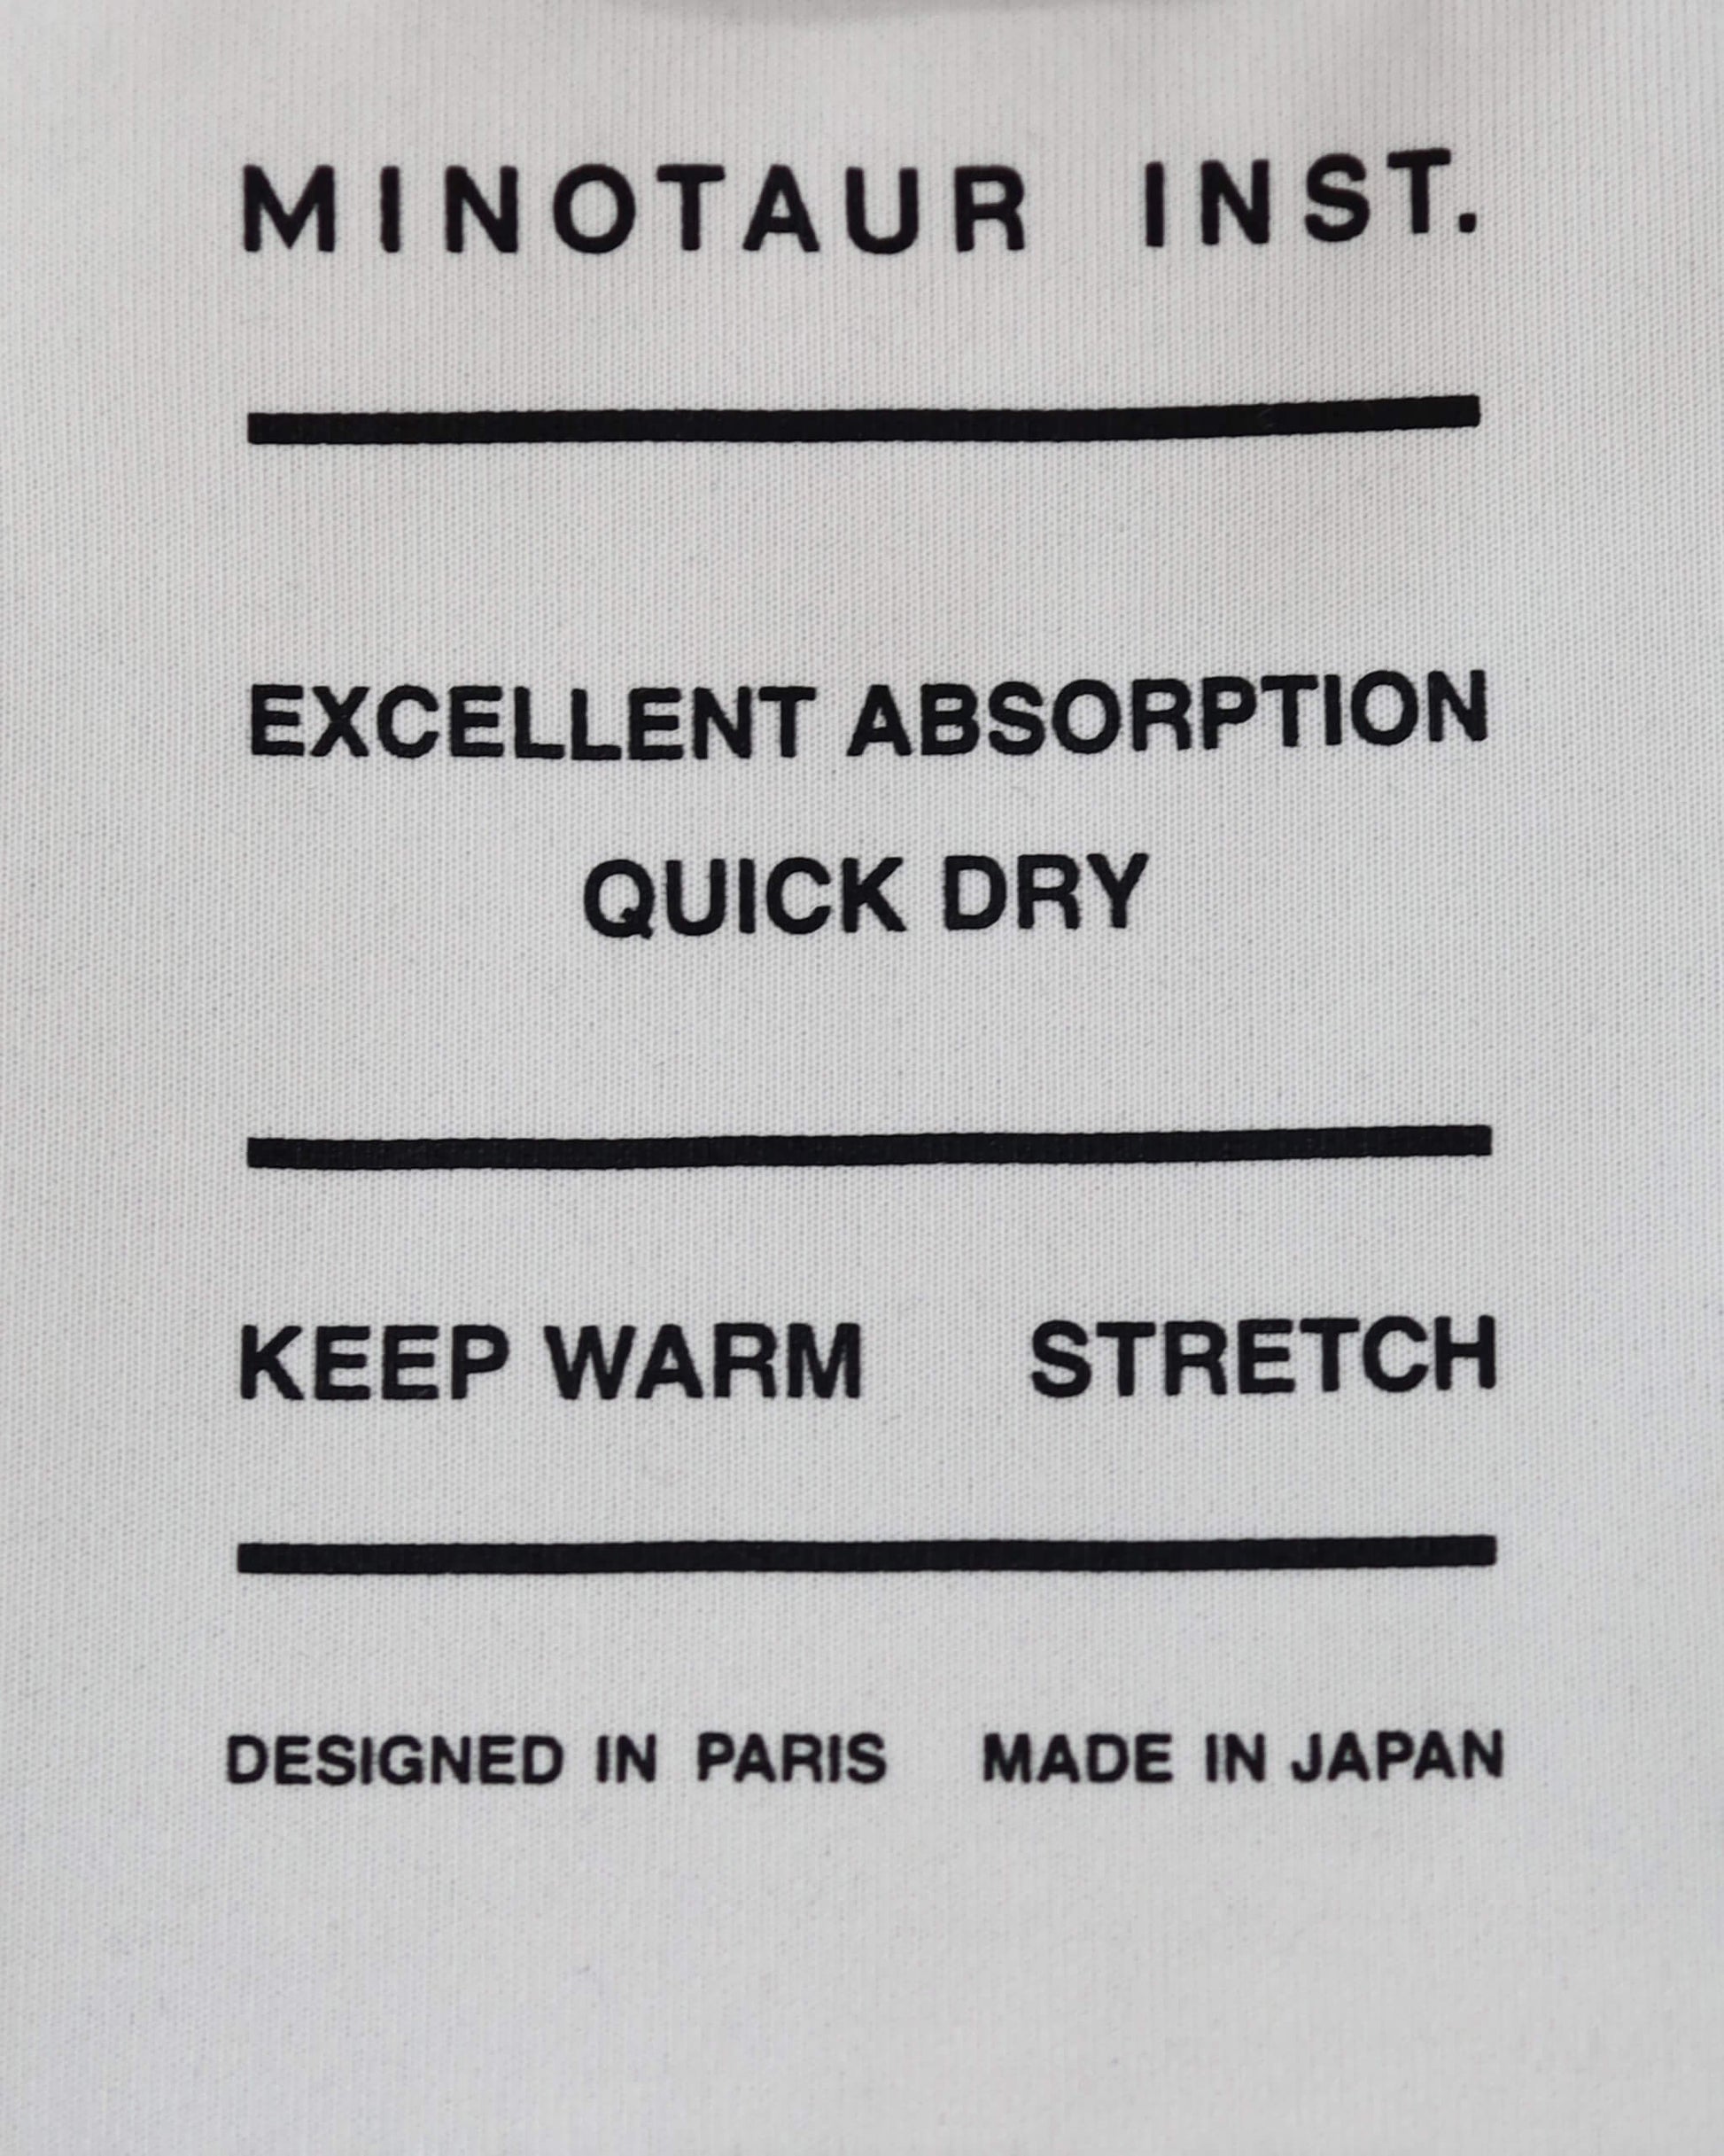 MINOTAUR INST.
EXCELLENT ABSORPTION
QUICK DRY
KEEP WARM STRETCH
DESIGNED IN PARIS MADE IN JAPAN